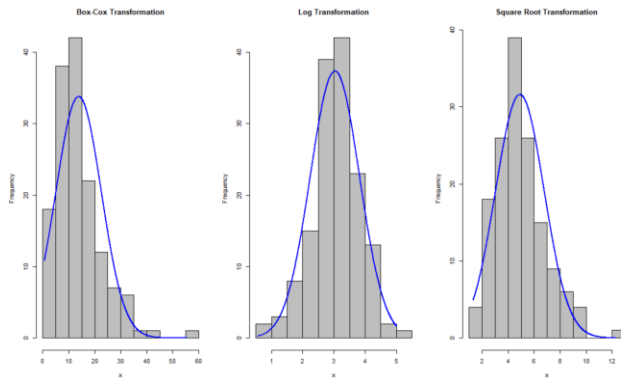 Box-Cox Transformation
Log Transformation
Square Root Transformation
Frequency
40
30
20
10
0
0 10 20 30 40 50 60
x
Frequency
40
30
20
10
0
1 2 3 4 5
x
Frequency
40
30
20
10
0
2 4 6 8 10 12
x